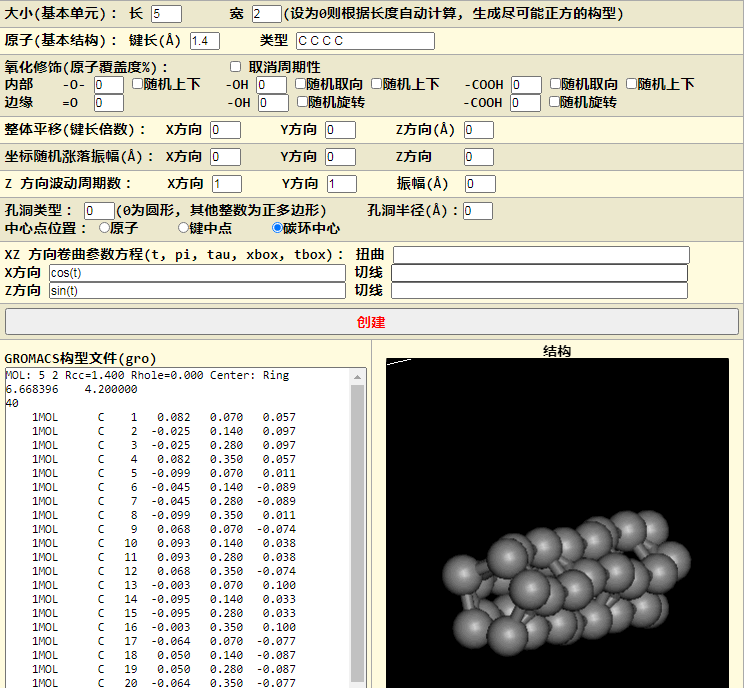 大小(基本单元): 长 5 宽 2 (设为0则根据长度自动计算, 生成尽可能正方的构型)
原子(基本结构): 键长(Å) 1.4 类型 C C C C
氧化修饰(原子覆盖度%): 取消周期性
内部 -O- 0 随机上下 -OH 0 随机取向 随机上下 -COOH 0 随机取向 随机上下
边缘 =O 0 -OH 0 随机旋转 -COOH 0 随机旋转
整体平移(键长倍数): X方向 0 Y方向 0 Z方向(Å) 0
坐标随机涨落振幅(Å): X方向 0 Y方向 0 Z方向 0
Z 方向波动周期数: X方向 1 Y方向 1 振幅(Å) 0
孔洞类型: 0 (0为圆形, 其他整数为正多边形) 孔洞半径(Å): 0
中心点位置: 原子 键中点 碳环中心
XZ 方向卷曲参数方程(t, pi, tau, xbox, tbox): 扭曲
X方向 cos(t) 切线
Z方向 sin(t) 切线
创建
GROMACS构型文件(gro)
结构
MOL: 5 2 Rcc=1.400 Rhole=0.000 Center: Ring
6.668396 4.200000
40
1MOL C 1 0.082 0.070 0.057
1MOL C 2 -0.025 0.140 0.097
1MOL C 3 -0.025 0.280 0.097
1MOL C 4 0.082 0.350 0.057
1MOL C 5 -0.099 0.070 0.011
1MOL C 6 -0.045 0.140 -0.089
1MOL C 7 -0.045 0.280 -0.089
1MOL C 8 -0.099 0.350 0.011
1MOL C 9 0.068 0.070 -0.074
1MOL C 10 0.093 0.140 0.038
1MOL C 11 0.093 0.280 0.038
1MOL C 12 0.068 0.350 -0.074
1MOL C 13 -0.003 0.070 0.100
1MOL C 14 -0.095 0.140 0.033
1MOL C 15 -0.095 0.280 0.033
1MOL C 16 -0.003 0.350 0.100
1MOL C 17 -0.064 0.070 -0.077
1MOL C 18 0.050 0.140 -0.087
1MOL C 19 0.050 0.280 -0.087
1MOL C 20 -0.064 0.350 -0.077